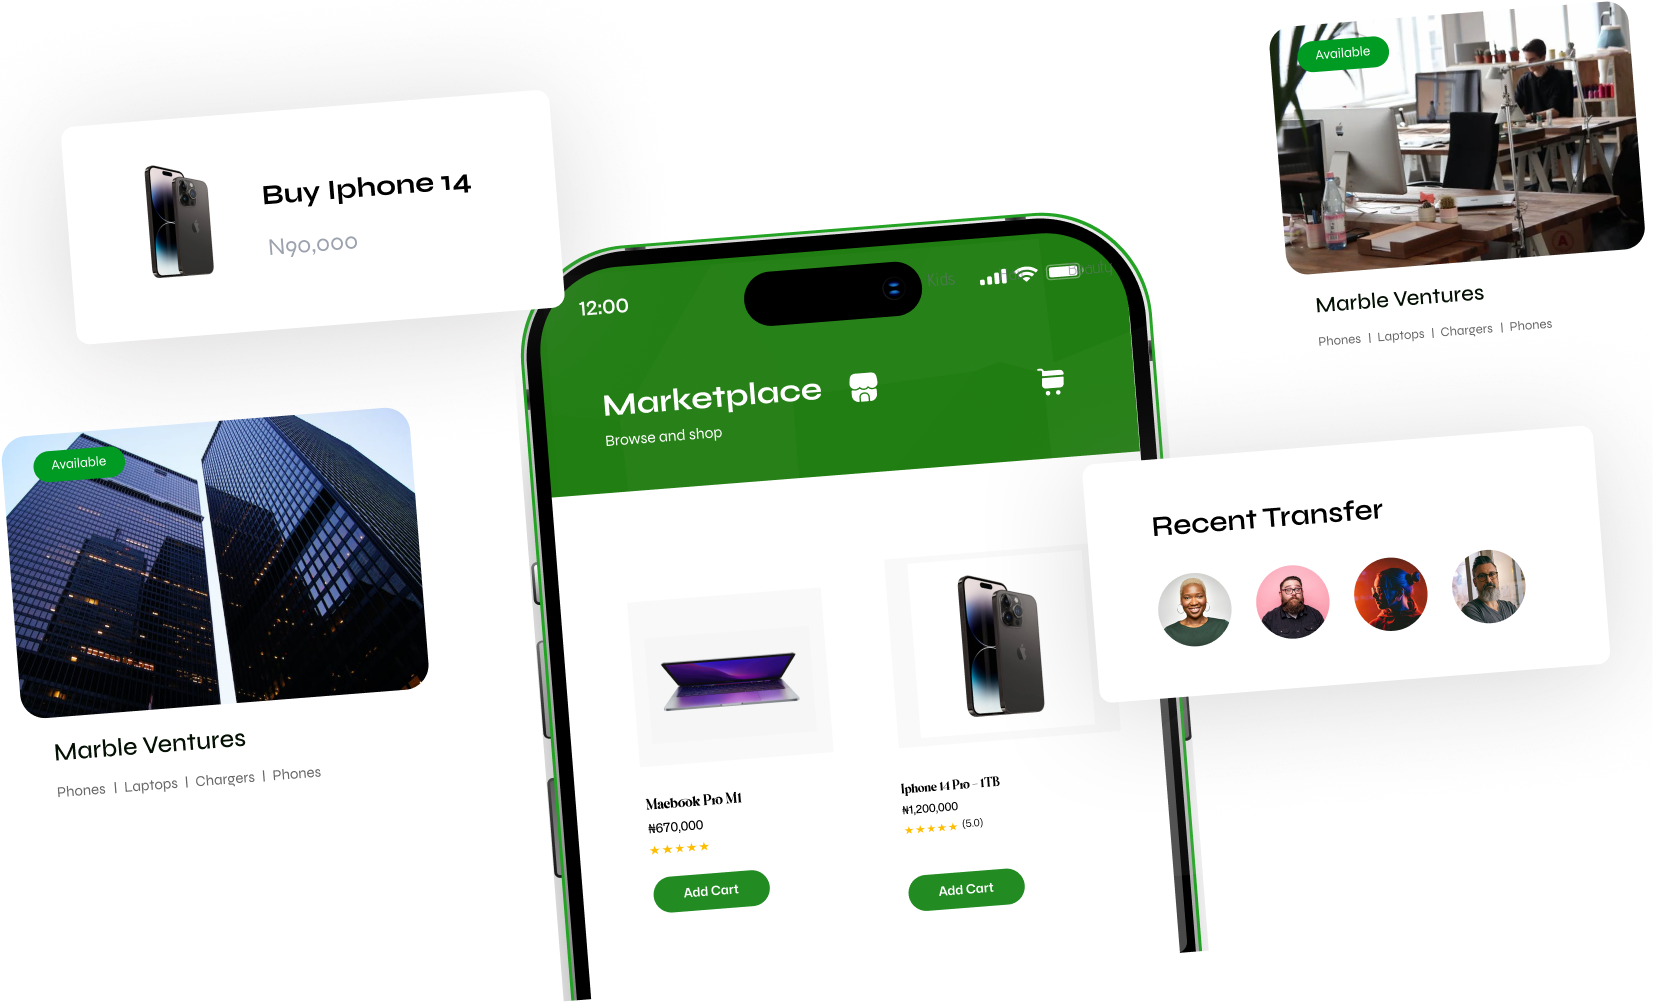 Available
Marble Ventures
Phones | Laptops | Chargers | Phones
Buy Iphone 14
N90,000
12:00
Kids
Beauty
Marketplace
Browse and shop
Available
Marble Ventures
Phones | Laptops | Chargers | Phones
Recent Transfer
Macbook Pro M1
₦670,000
★★★★★
Add Cart
Iphone 14 Pro – 1TB
₦1,200,000
★★★★★ (5.0)
Add Cart